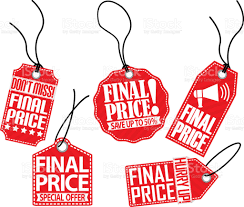 DON'T MISS!
FINAL
PRICE
FINAL
PRICE!
SAVE UP TO 50%
FINAL
PRICE
FINAL
PRICE
SPECIAL OFFER
FINAL
PRICE
HURRY UP!